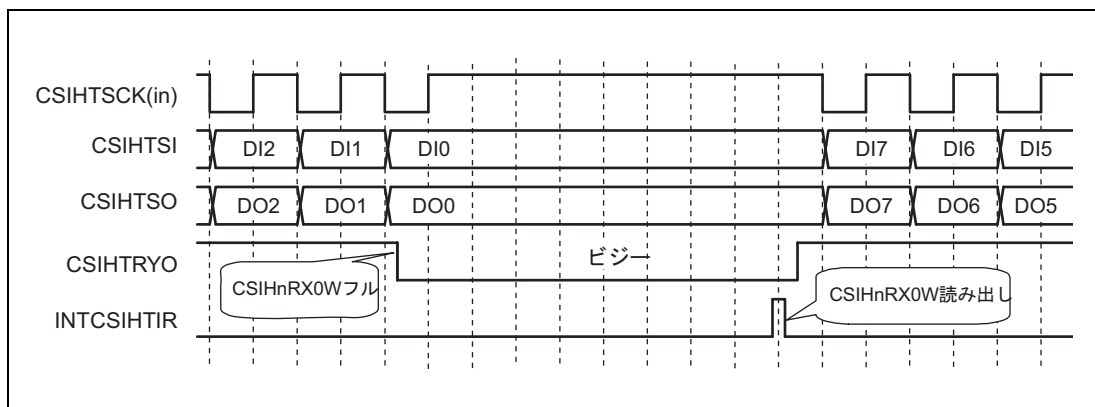 CSIHTSCK(in)
CSIHTSI DI2 DI1 DI0 DI7 DI6 DI5
CSIHTSO DO2 DO1 DO0 DO7 DO6 DO5
CSIHTRYO ビジー
CSIHnRX0Wフル CSIHnRX0W読み出し
INTCSIHTIR